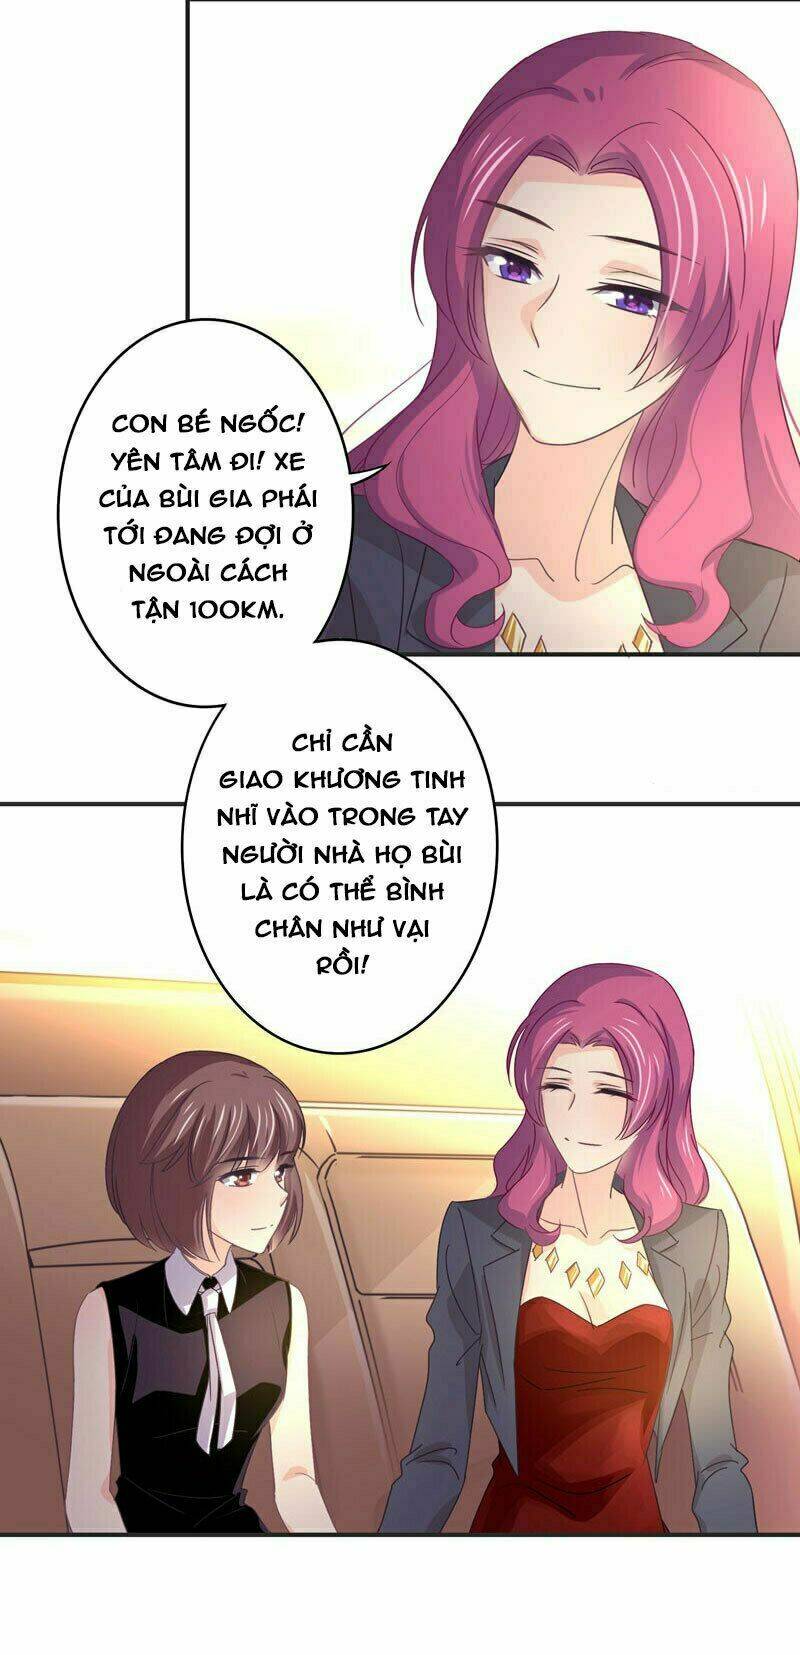 CON BÉ NGỐC!
YÊN TÂM ĐI! XE
CỦA BÙI GIA PHÁI
TỚI ĐANG ĐỢI Ở
NGOÀI CÁCH
TẬN 100KM.
CHỈ CẦN
GIAO KHƯƠNG TINH
NHĨ VÀO TRONG TAY
NGƯỜI NHÀ HỌ BÙI
LÀ CÓ THỂ BÌNH
CHÂN NHƯ VẠI
RỒI!